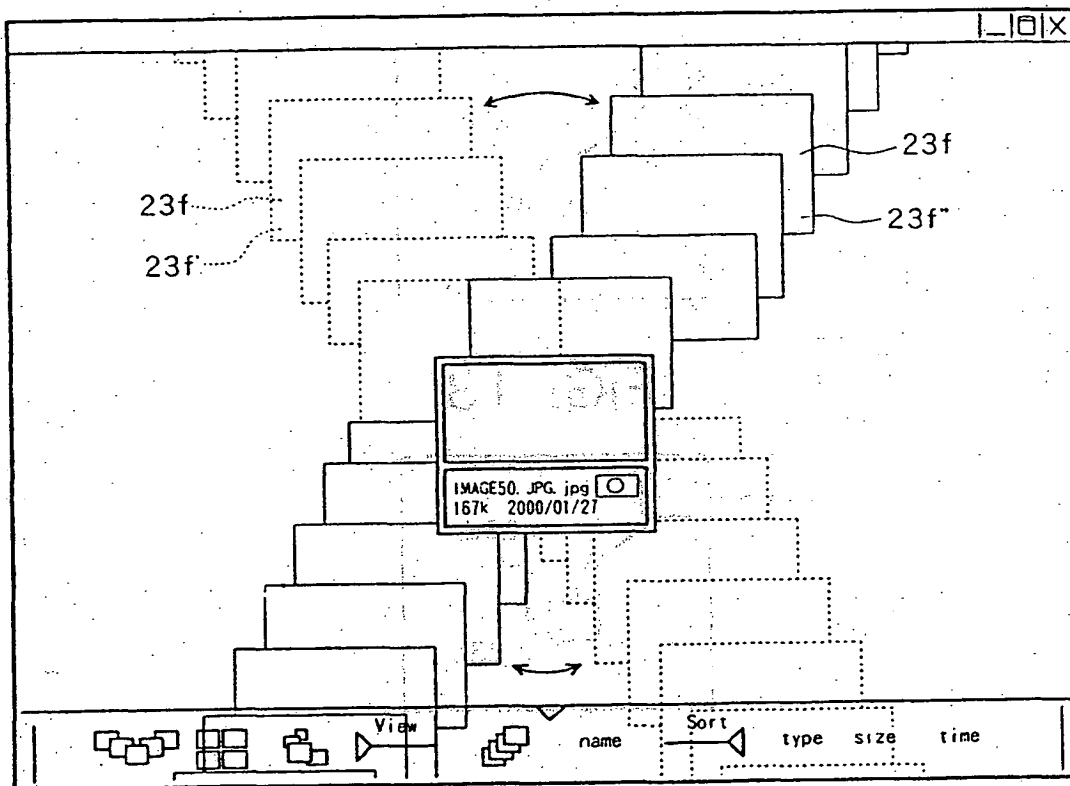 23f
23f
23f'
23f"
IMAGE50. JPG. jpg
167k 2000/01/27
View
name
Sort
type size time